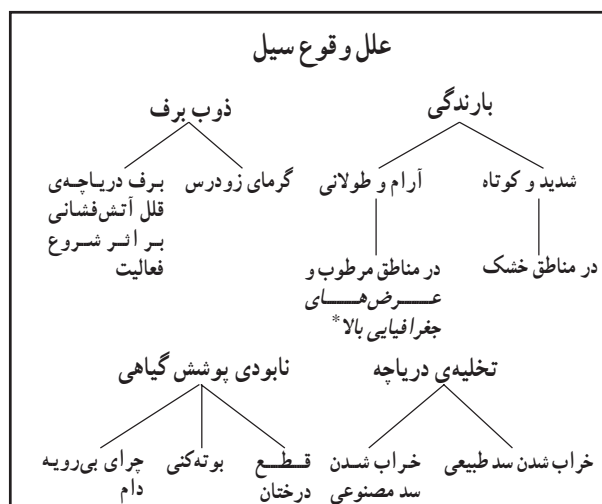 علل وقوع سیل
بارندگی
ذوب برف
شدید و کوتاه
آرام و طولانی
گرمای زودرس
برف دریاچه‌ی
قلل آتش‌فشانی
بر اثر شروع
فعالیت
در مناطق خشک
در مناطق مرطوب و
عرض‌های
جغرافیایی بالا*
تخلیه‌ی دریاچه
نابودی پوشش گیاهی
خراب شدن سد طبیعی
خراب شدن
سد مصنوعی
قطع
درختان
بوته‌کنی
چرای بی‌رویه
دام